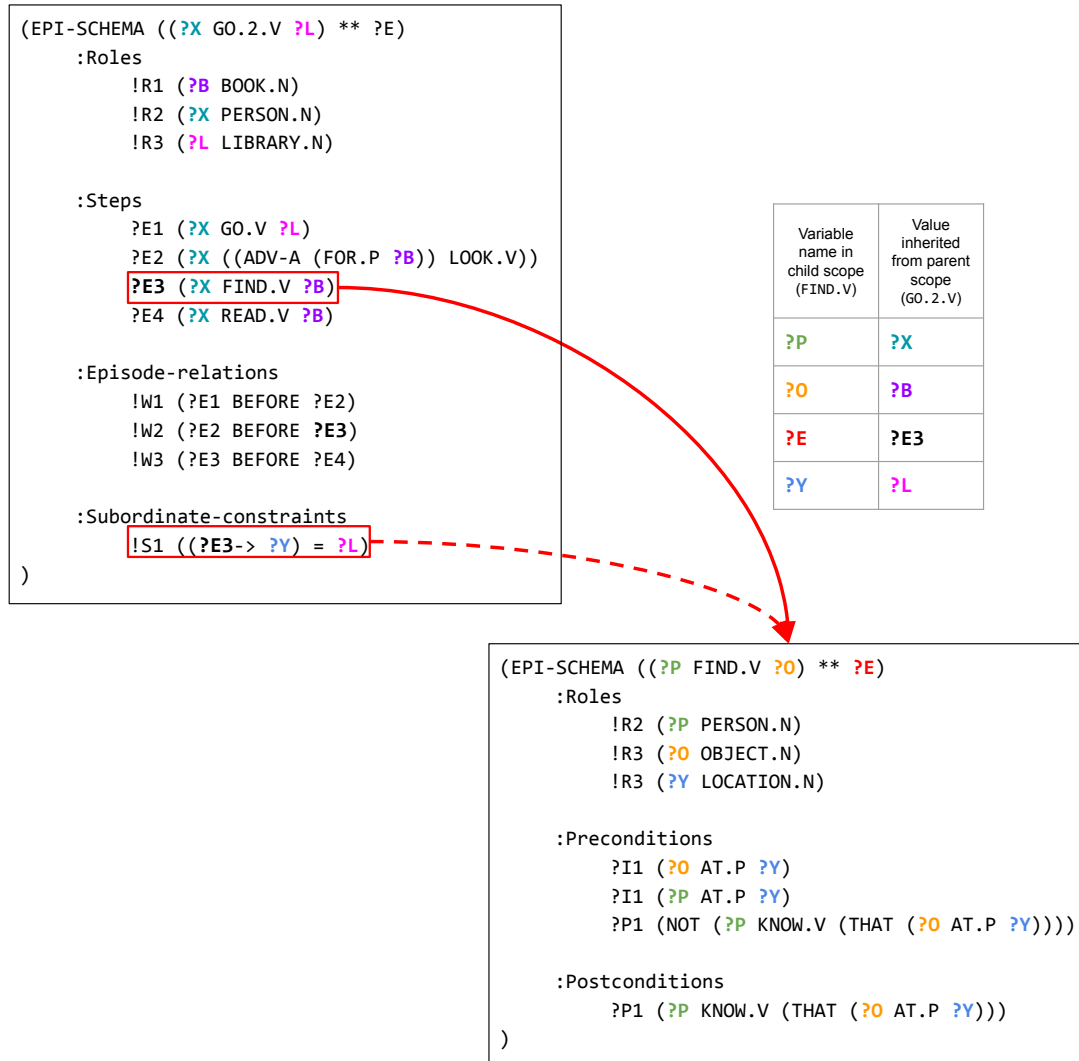 (EPI-SCHEMA ((?X GO.2.V ?L) ** ?E)
:Roles
!R1 (?B BOOK.N)
!R2 (?X PERSON.N)
!R3 (?L LIBRARY.N)
:Steps
?E1 (?X GO.V ?L)
?E2 (?X ((ADV-A (FOR.P ?B)) LOOK.V))
?E3 (?X FIND.V ?B)
?E4 (?X READ.V ?B)
:Episode-relations
!W1 (?E1 BEFORE ?E2)
!W2 (?E2 BEFORE ?E3)
!W3 (?E3 BEFORE ?E4)
:Subordinate-constraints
!S1 ((?E3-> ?Y) = ?L)
)
Variable
name in
child scope
(FIND.V)
Value
inherited
from parent
scope
(GO.2.V)
?P ?X
?O ?B
?E ?E3
?Y ?L
(EPI-SCHEMA ((?P FIND.V ?O) ** ?E)
:Roles
!R2 (?P PERSON.N)
!R3 (?O OBJECT.N)
!R3 (?Y LOCATION.N)
:Preconditions
?I1 (?O AT.P ?Y)
?I1 (?P AT.P ?Y)
?P1 (NOT (?P KNOW.V (THAT (?O AT.P ?Y))))
:Postconditions
?P1 (?P KNOW.V (THAT (?O AT.P ?Y)))
)